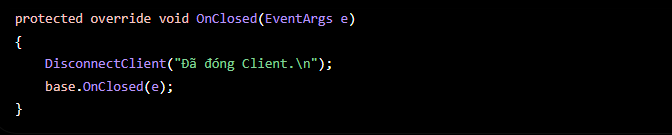 protected override void OnClosed(EventArgs e)
{
    DisconnectClient("Đã đóng Client.\n");
    base.OnClosed(e);
}